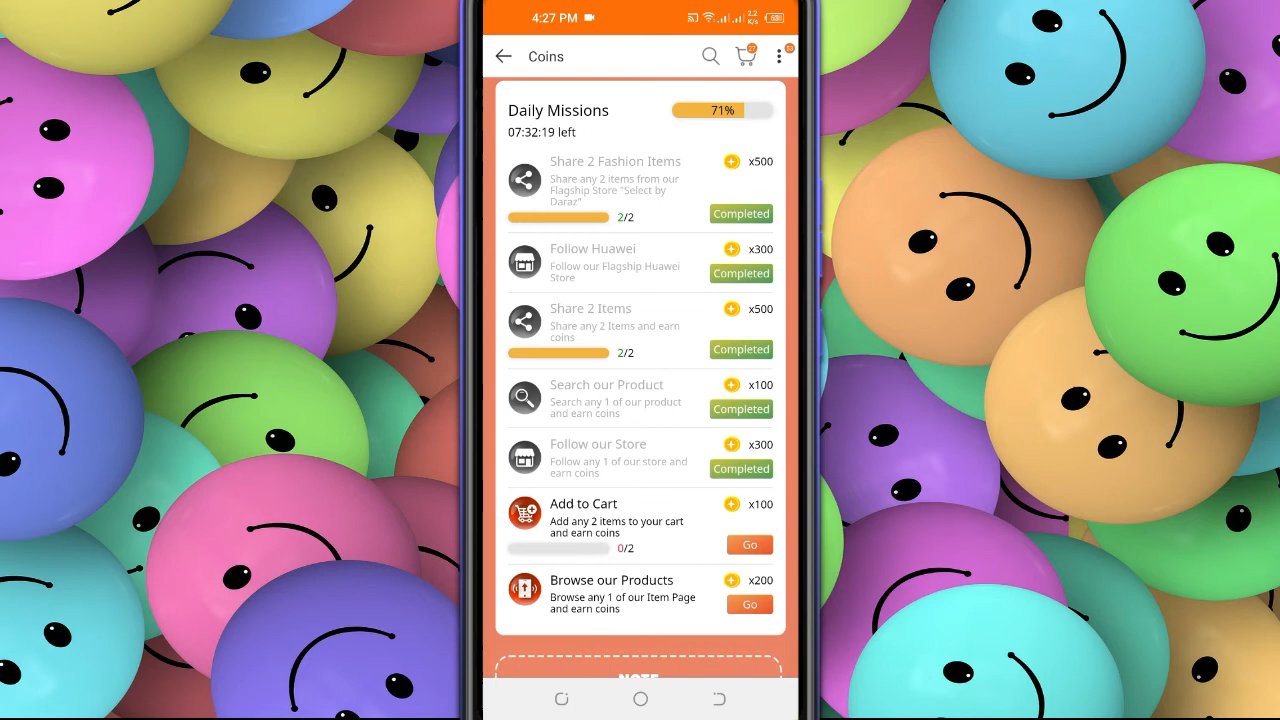 4:27 PM
2.2
K/s
Coins
27
33
Daily Missions
71%
07:32:19 left
Share 2 Fashion Items
x500
Share any 2 items from our
Flagship Store "Select by
Daraz"
2/2
Completed
Follow Huawei
x300
Follow our Flagship Huawei
Store
Completed
Share 2 Items
x500
Share any 2 Items and earn
coins
2/2
Completed
Search our Product
x100
Search any 1 of our product
and earn coins
Completed
Follow our Store
x300
Follow any 1 of our store and
earn coins
Completed
Add to Cart
x100
Add any 2 items to your cart
and earn coins
0/2
Go
Browse our Products
x200
Browse any 1 of our Item Page
and earn coins
Go
NOTE